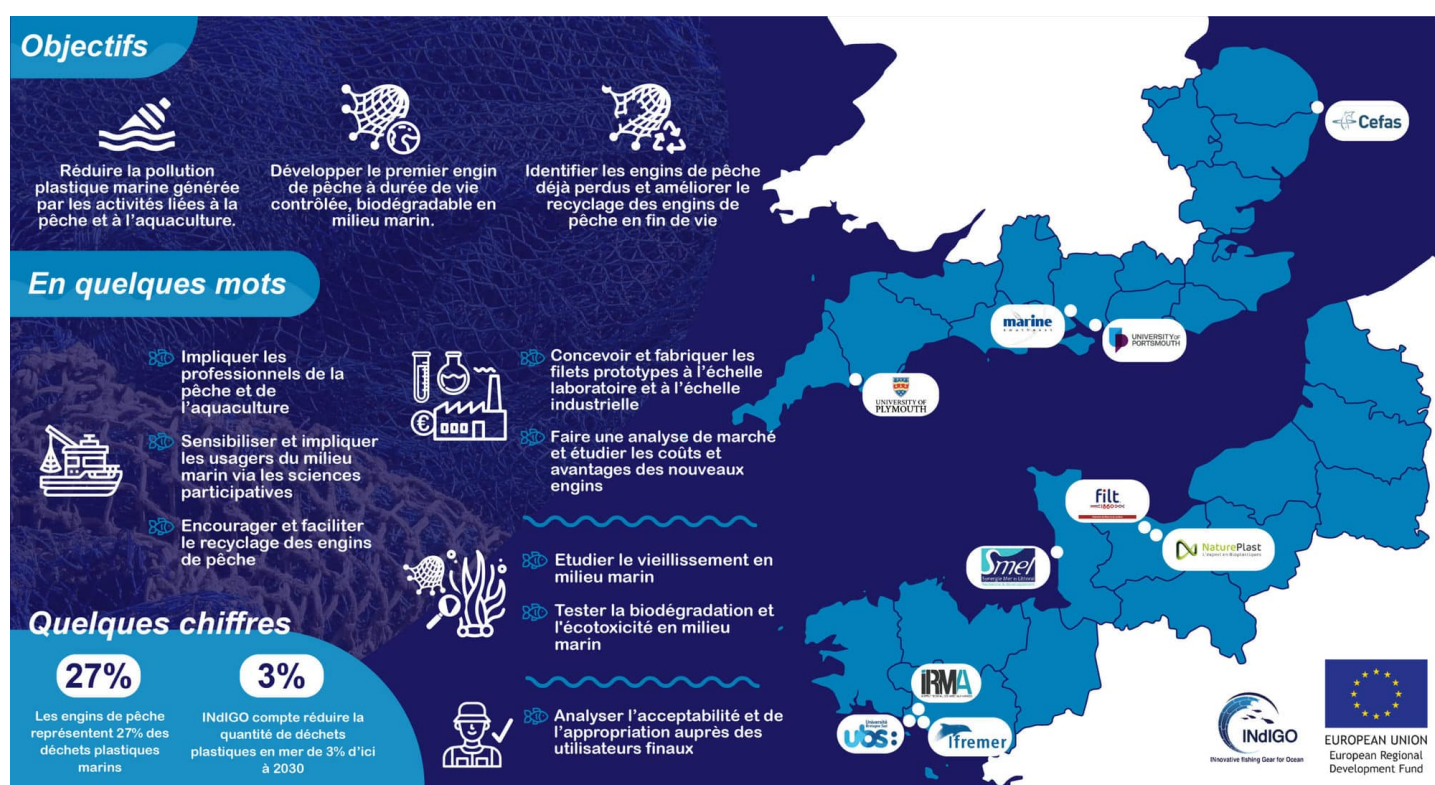 Objectifs
Réduire la pollution
plastique marine générée
par les activités liées à la
pêche et à l'aquaculture.
Développer le premier engin
de pêche à durée de vie
contrôlée, biodégradable en
milieu marin.
Identifier les engins de pêche
déjà perdus et améliorer le
recyclage des engins de
pêche en fin de vie
En quelques mots
Impliquer les
professionnels de la
pêche et de
l'aquaculture
Sensibiliser et impliquer
les usagers du milieu
marin via les sciences
participatives
Encourager et faciliter
le recyclage des engins
de pêche
Concevoir et fabriquer les
filets prototypes à l'échelle
laboratoire et à l'échelle
industrielle
Faire une analyse de marché
et étudier les coûts et
avantages des nouveaux
engins
Etudier le vieillissement en
milieu marin
Tester la biodégradation et
l'écotoxicité en milieu
marin
Analyser l'acceptabilité et de
l'appropriation auprès des
utilisateurs finaux
Quelques chiffres
27%
Les engins de pêche
représentent 27% des
déchets plastiques
marins
3%
INdIGO compte réduire la
quantité de déchets
plastiques en mer de 3% d'ici
à 2030
Cefas
marine
UNIVERSITY OF
PORTSMOUTH
UNIVERSITY OF
PLYMOUTH
filt
1860
NaturePlast
Smel
Synergie Mer et Littoral
IRMA
Université
Bretagne Sud
ubs:
Ifremer
INdIGO
INnovative fishing Gear for Ocean
EUROPEAN UNION
European Regional
Development Fund